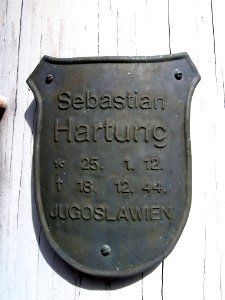 Sebastian
Hartung
* 25. 1. 12.
† 18. 12. 44.
JUGOSLAWIEN